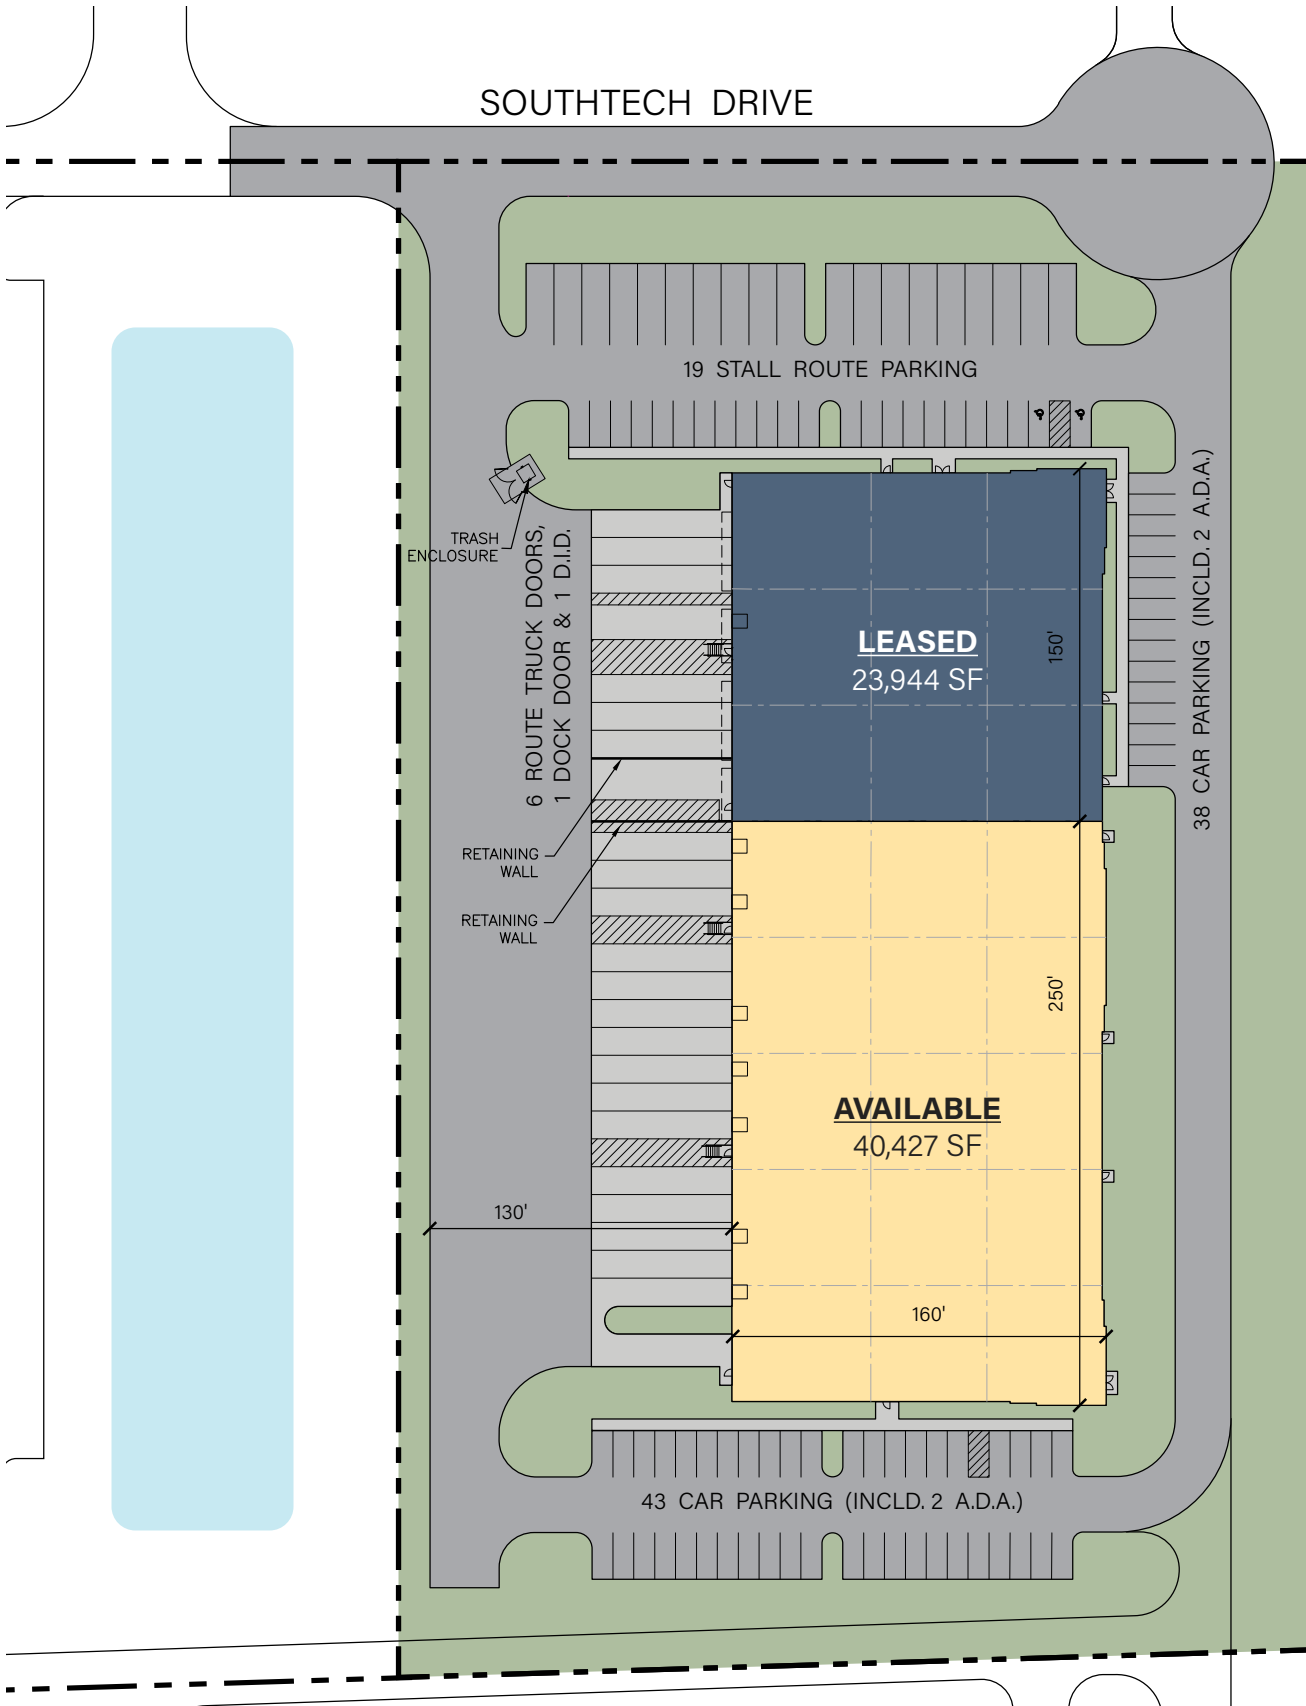 SOUTHTECH DRIVE
19 STALL ROUTE PARKING
TRASH
ENCLOSURE
6 ROUTE TRUCK DOORS,
1 DOCK DOOR & 1 D.I.D.
LEASED
23,944 SF
150'
38 CAR PARKING (INCLD. 2 A.D.A.)
RETAINING
WALL
RETAINING
WALL
250'
AVAILABLE
40,427 SF
130'
160'
43 CAR PARKING (INCLD. 2 A.D.A.)